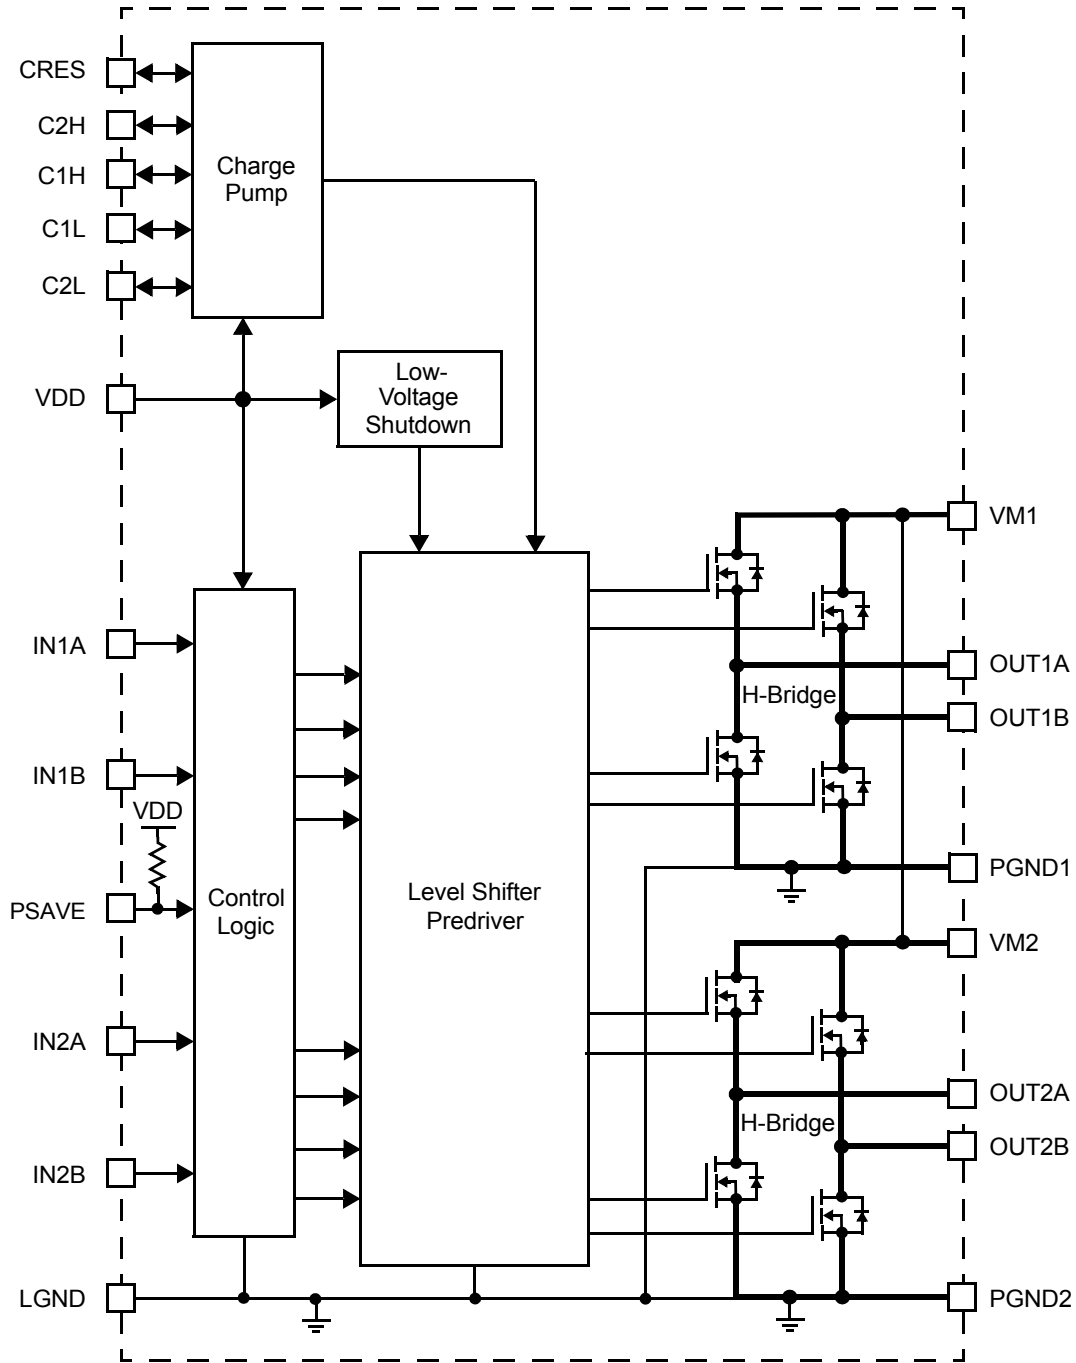 CRES
C2H
C1H
C1L
C2L
Charge
Pump
VDD
Low-
Voltage
Shutdown
VM1
IN1A
OUT1A
H-Bridge
OUT1B
IN1B
VDD
PGND1
PSAVE
Control
Logic
Level Shifter
Predriver
VM2
IN2A
OUT2A
H-Bridge
OUT2B
IN2B
LGND
PGND2